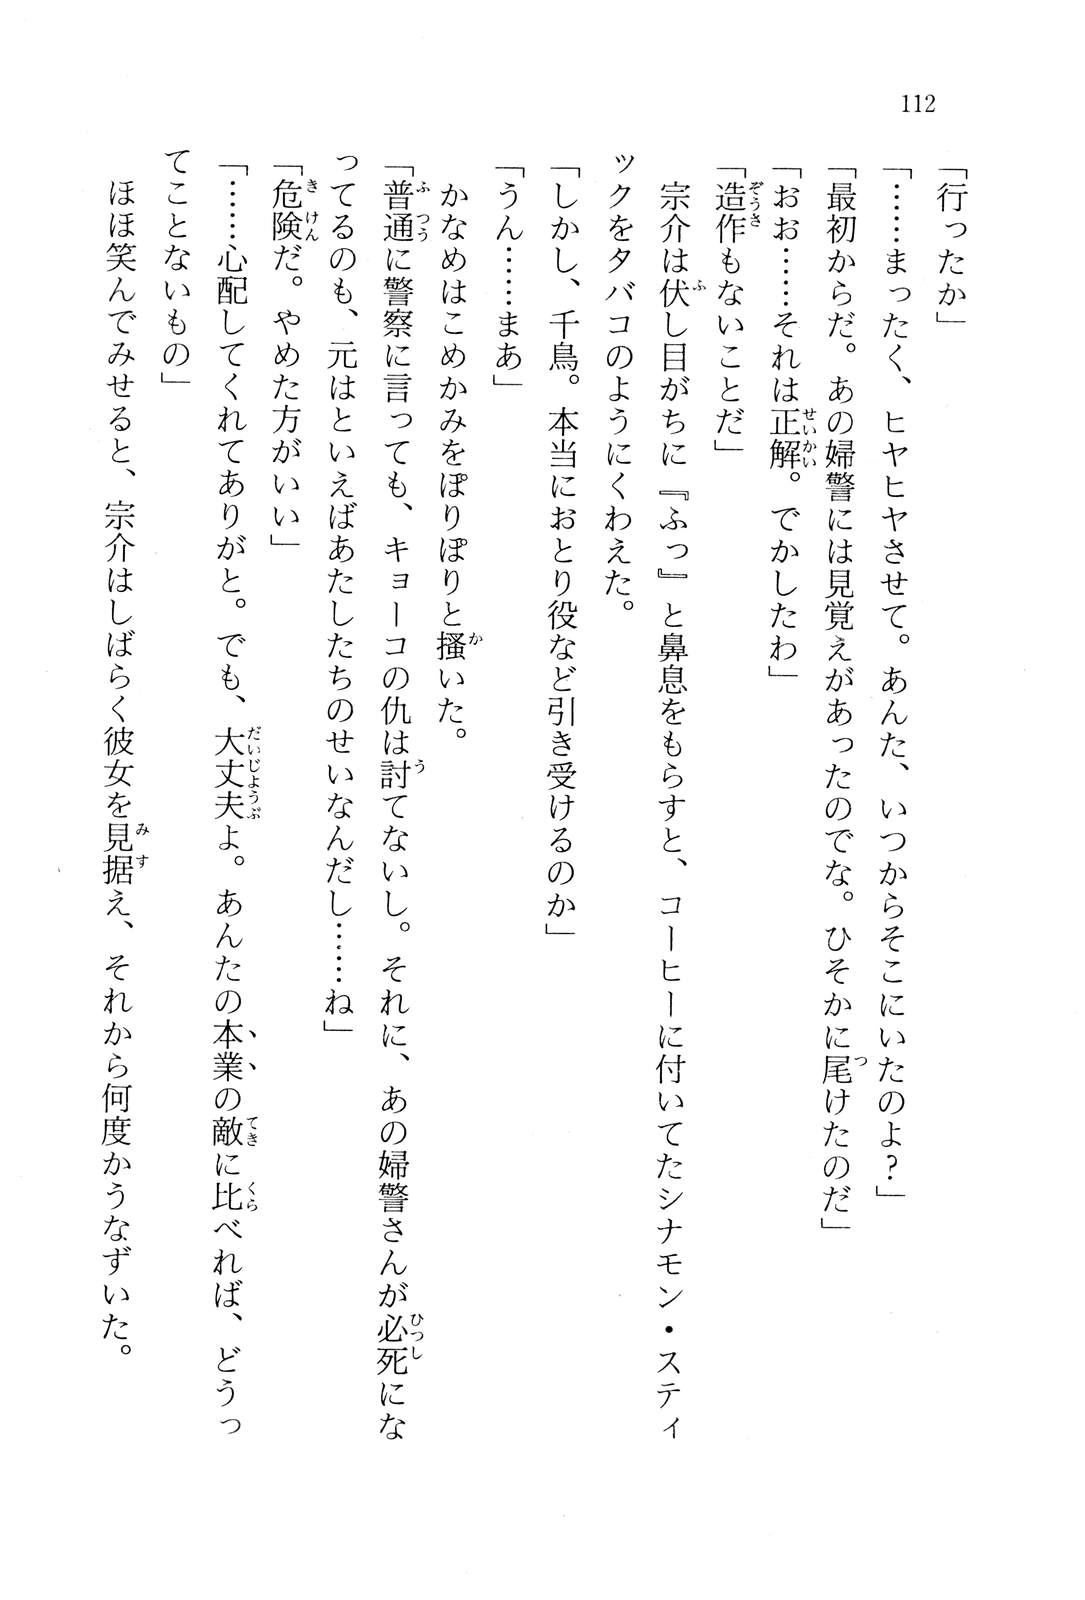 112
「行ったか」
「……まったく、ヒヤヒヤさせて。あんた、いつからそこにいたのよ?」
「最初からだ。あの婦警には見覚えがあったのでな。ひそかに尾けたのだ」
「おお……それは正解。でかしたわ」
「造作もないことだ」
　宗介は伏し目がちに『ふっ』と鼻息をもらすと、コーヒーに付いてたシナモン・スティ
ックをタバコのようにくわえた。
「しかし、千鳥。本当におとり役など引き受けるのか」
「うん……まあ」
　かなめはこめかみをぽりぽりと掻いた。
「普通に警察に言っても、キョーコの仇は討てないし。それに、あの婦警さんが必死にな
ってるのも、元はといえばあたしたちのせいなんだし……ね」
「危険だ。やめた方がいい」
「……心配してくれてありがと。でも、大丈夫よ。あんたの本業の敵に比べれば、どうっ
てことないもの」
　ほほ笑んでみせると、宗介はしばらく彼女を見据え、それから何度かうなずいた。